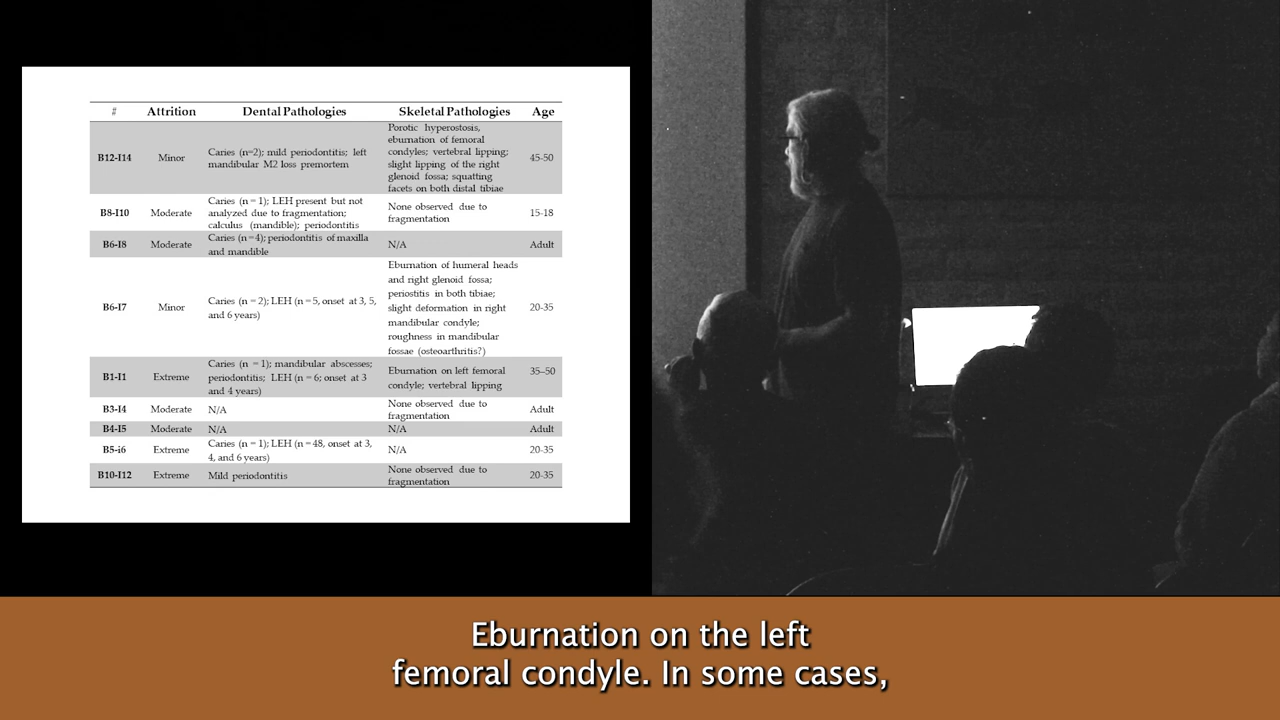 # Attrition Dental Pathologies Skeletal Pathologies Age
B12-I14 Minor Caries (n=2); mild periodontitis; left
mandibular M2 loss premortem
Porotic hyperostosis,
eburnation of femoral
condyles; vertebral lipping;
slight lipping of the right
glenoid fossa; squatting
facets on both distal tibiae
45-50
B8-I10 Moderate Caries (n = 1); LEH present but not
analyzed due to fragmentation;
calculus (mandible); periodontitis
None observed due to
fragmentation
15-18
B6-I8 Moderate Caries (n = 4); periodontitis of maxilla
and mandible
N/A
Adult
B6-I7 Minor Caries (n = 2); LEH (n = 5, onset at 3, 5,
and 6 years)
Eburnation of humeral heads
and right glenoid fossa;
periostitis in both tibiae;
slight deformation in right
mandibular condyle;
roughness in mandibular
fossae (osteoarthritis?)
20-35
B1-I1 Extreme Caries (n = 1); mandibular abscesses;
periodontitis; LEH (n = 6; onset at 3
and 4 years)
Eburnation on left femoral
condyle; vertebral lipping
35–50
B3-I4 Moderate N/A
None observed due to
fragmentation
Adult
B4-I5 Moderate N/A N/A Adult
B5-i6 Extreme Caries (n = 1); LEH (n = 48, onset at 3,
4, and 6 years)
N/A
20-35
B10-I12 Extreme Mild periodontitis
None observed due to
fragmentation
20-35
Eburnation on the left
femoral condyle. In some cases,